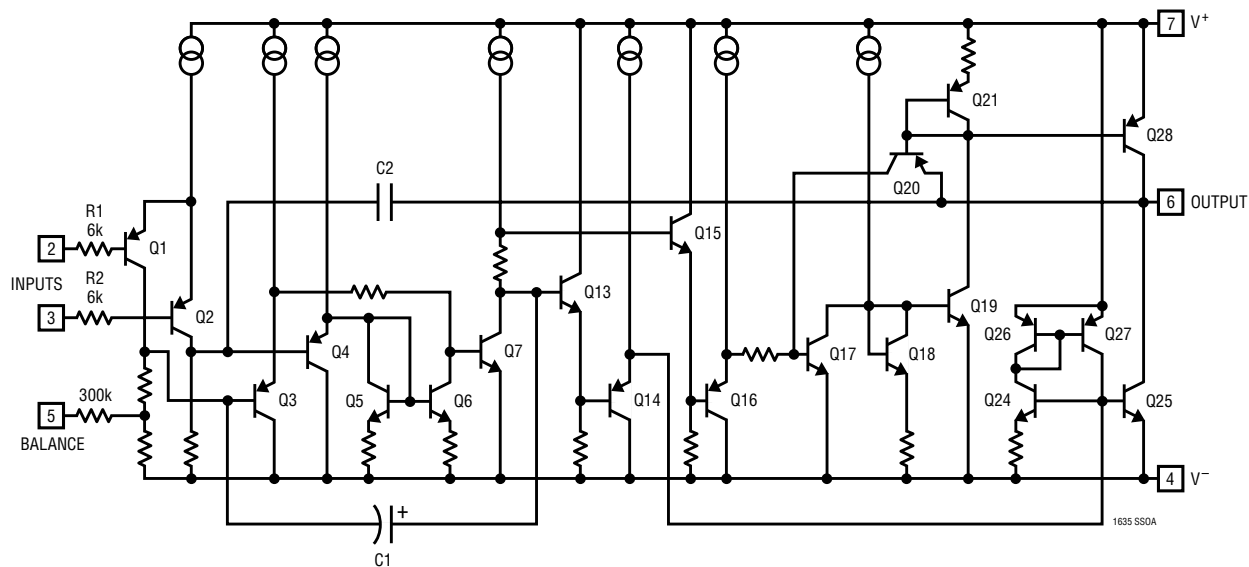 7 V+
Q21
Q28
C2
Q20
R1
6k
Q15
6 OUTPUT
2
Q1
INPUTS
R2
6k
Q13
Q19
3
Q2
Q26
Q27
Q4
Q7
Q17
Q18
300k
Q3
Q5
Q6
Q14
Q16
Q24
Q25
5
BALANCE
4 V−
+
1635 SSOA
C1